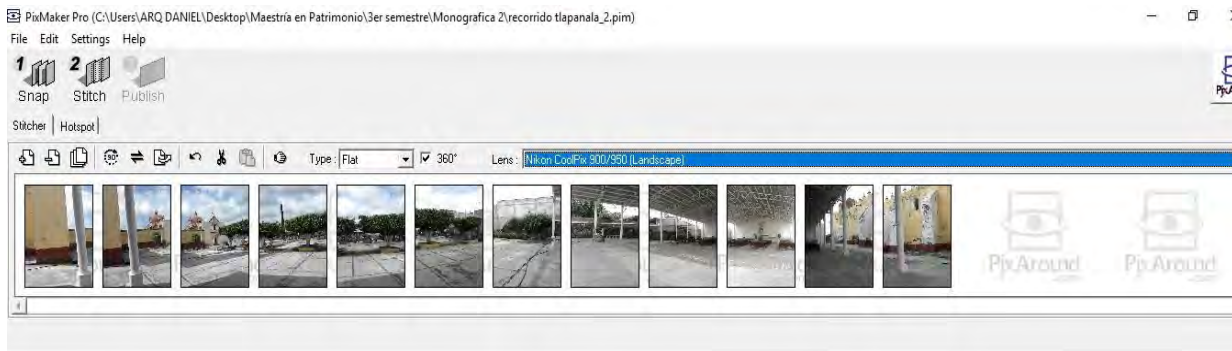 PixMaker Pro (C:\Users\ARQ DANIEL\Desktop\Maestría en Patrimonio\3er semestre\Monografica 2\recorrido tlapanala_2.pim)
File Edit Settings Help
1 2
Snap Stitch Publish
Stitcher Hotspot
90° Type: Flat 360° Lens: Nikon CoolPix 900/950 (Landscape)
PixAround PixAround